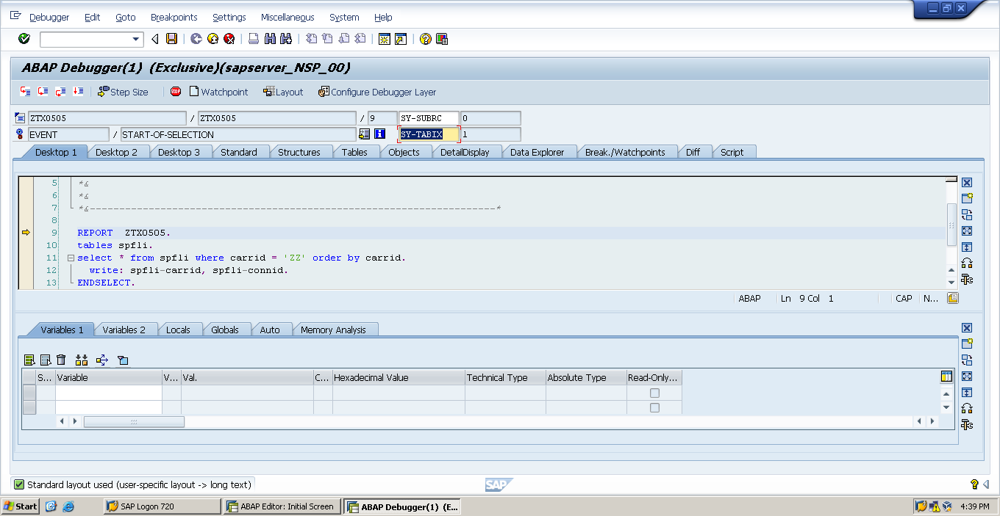 Debugger Edit Goto Breakpoints Settings Miscellaneous System Help
ABAP Debugger(1) (Exclusive)(sapserver_NSP_00)
Step Size STOP Watchpoint Layout Configure Debugger Layer
ZTX0505 / ZTX0505 / 9 SY-SUBRC 0
EVENT / START-OF-SELECTION SY-TABIX 1
Desktop 1 Desktop 2 Desktop 3 Standard Structures Tables Objects DetailDisplay Data Explorer Break./Watchpoints Diff Script
5 *&
6 *&
7 *&---------------------------------------------------------------------*
8
9 REPORT ZTX0505.
10 tables spfli.
11 select * from spfli where carrid = 'ZZ' order by carrid.
12 write: spfli-carrid, spfli-connid.
13 ENDSELECT.
ABAP Ln 9 Col 1 CAP N...
Variables 1 Variables 2 Locals Globals Auto Memory Analysis
S... Variable V... Val. C... Hexadecimal Value Technical Type Absolute Type Read-Only...
Standard layout used (user-specific layout -> long text)
SAP
Start SAP Logon 720 ABAP Editor: Initial Screen ABAP Debugger(1) (E... 4:39 PM